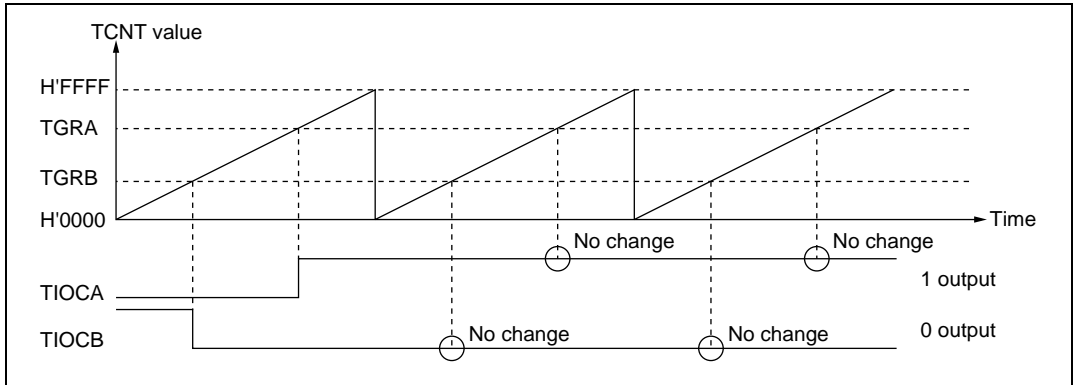 TCNT value
H'FFFF
TGRA
TGRB
H'0000
Time
No change No change
1 output
TIOCA
No change No change
0 output
TIOCB